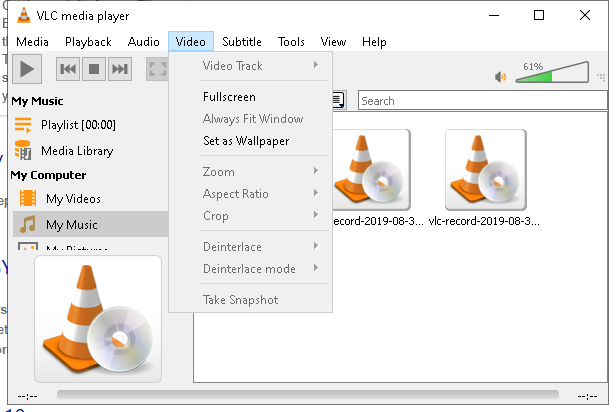 VLC media player
Media Playback Audio Video Subtitle Tools View Help
61%
Video Track
Fullscreen
Always Fit Window
Set as Wallpaper
Zoom
Aspect Ratio
Crop
Deinterlace
Deinterlace mode
Take Snapshot
My Music
Playlist [00:00]
Media Library
My Computer
My Videos
My Music
My Pictures
Search
record-2019-08-3... vlc-record-2019-08-3...
--:-- --:--